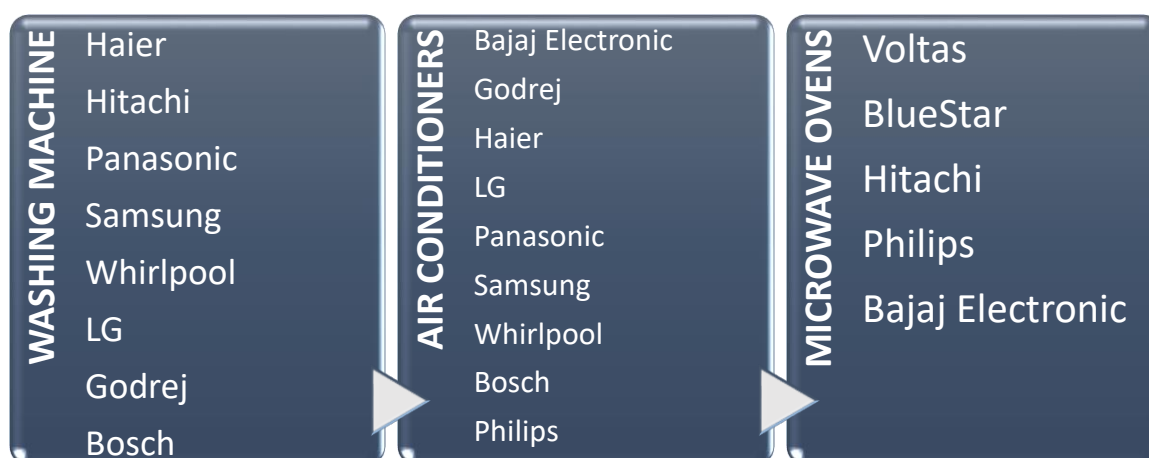 WASHING MACHINE
Haier
Hitachi
Panasonic
Samsung
Whirlpool
LG
Godrej
Bosch
AIR CONDITIONERS
Bajaj Electronic
Godrej
Haier
LG
Panasonic
Samsung
Whirlpool
Bosch
Philips
MICROWAVE OVENS
Voltas
BlueStar
Hitachi
Philips
Bajaj Electronic